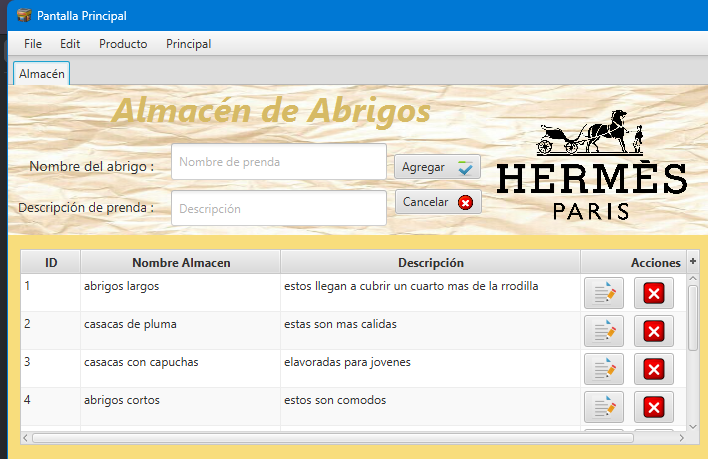 Pantalla Principal
File Edit Producto Principal
Almacén
Almacén de Abrigos
Nombre del abrigo : Nombre de prenda Agregar
Descripción de prenda : Descripción Cancelar
HERMÈS
PARIS
ID Nombre Almacen Descripción Acciones +
1 abrigos largos estos llegan a cubrir un cuarto mas de la rrodilla
2 casacas de pluma estas son mas calidas
3 casacas con capuchas elavoradas para jovenes
4 abrigos cortos estos son comodos